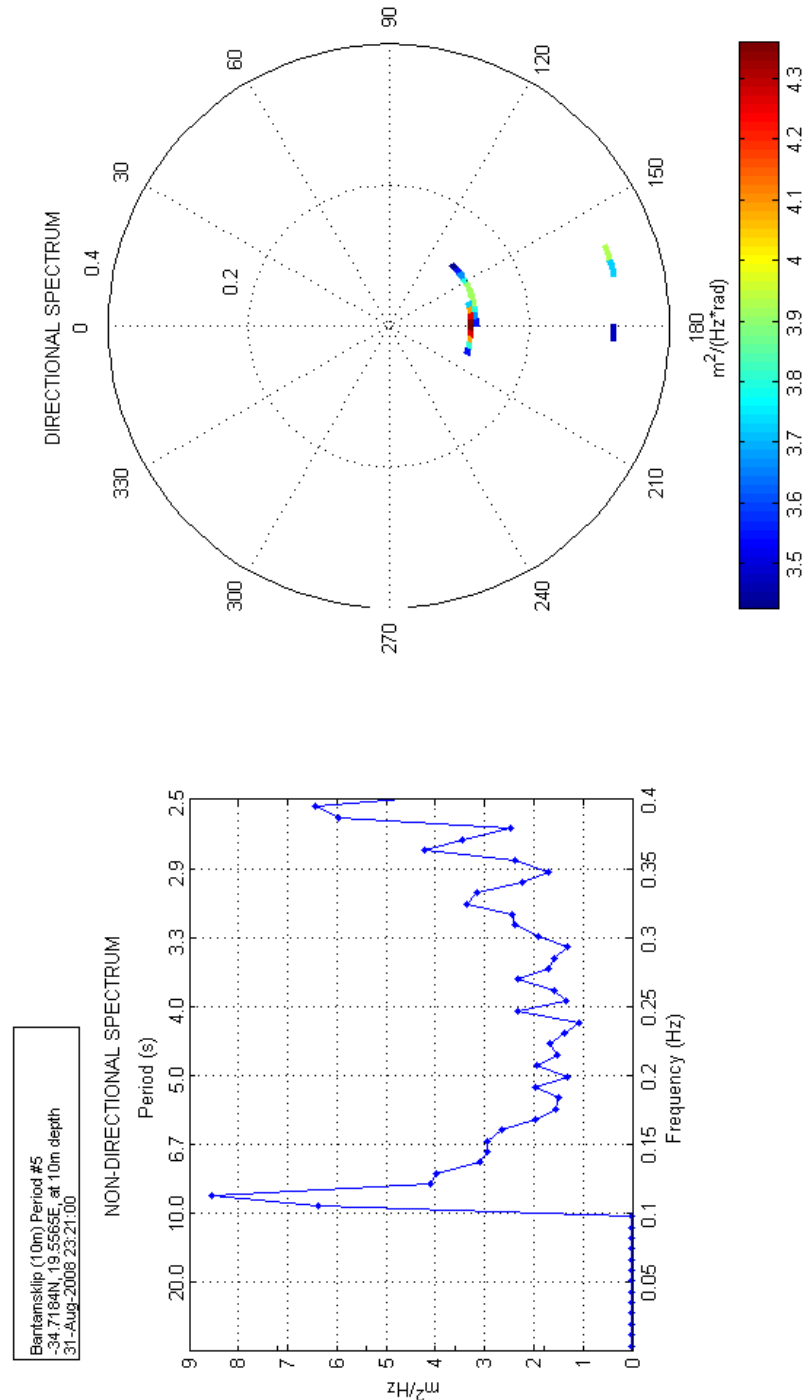 Bantamsklip (10m) Period #5
-34.7184N, 19.5565E, at 10m depth
31-Aug-2008 23:21:00
NON-DIRECTIONAL SPECTRUM
Period (s)
20.0 10.0 6.7 5.0 4.0 3.3 2.9 2.5
9
8
7
6
5
4
3
2
1
0
m²/Hz
0.05 0.1 0.15 0.2 0.25 0.3 0.35 0.4
Frequency (Hz)
DIRECTIONAL SPECTRUM
0
0.4
30
0.2
60
90
120
150
180
210
240
270
300
330
m²/(Hz*rad)
3.5 3.6 3.7 3.8 3.9 4 4.1 4.2 4.3